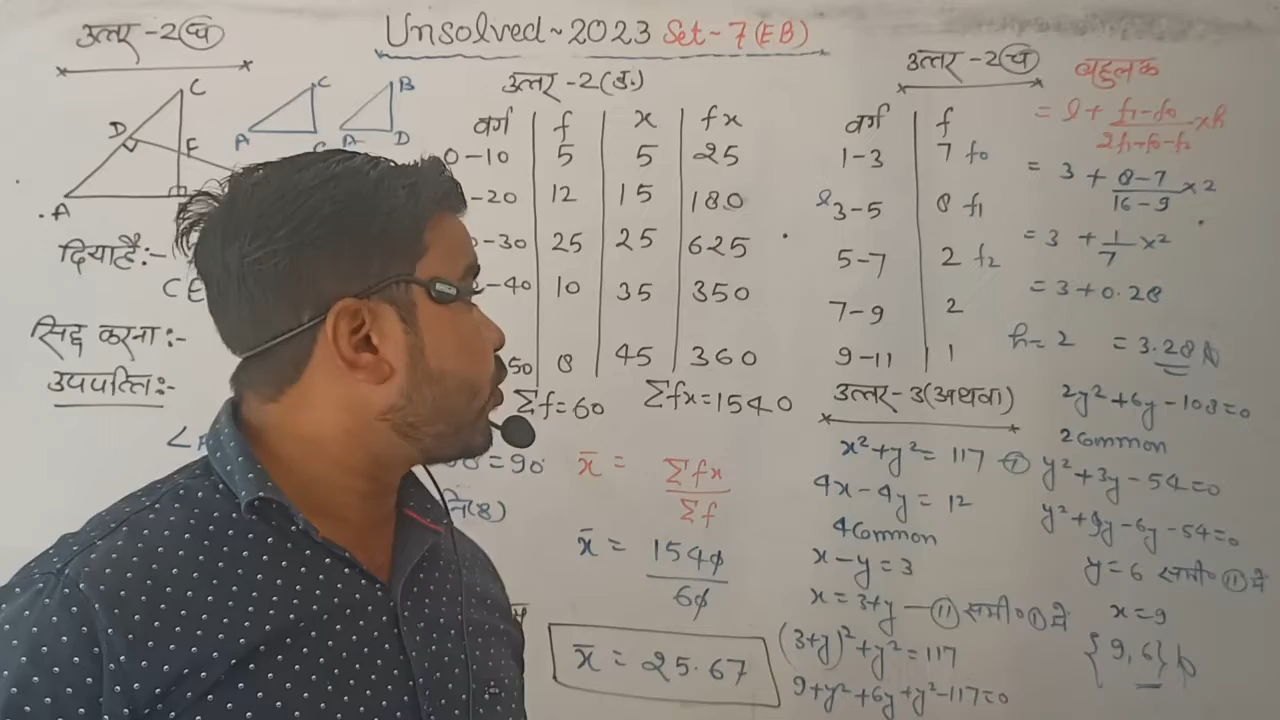 Unsolved~2023 Set-7(EB)
उत्तर-2(घ)
C
D
F
A
C
A
B
A D
दिया है:-
CE
सिद्ध करना:-
उपपत्ति:-
उत्तर-2(ङ.)
वर्ग f x fx
0-10 5 5 25
-20 12 15 180
-30 25 25 625
-40 10 35 350
50 8 45 360
Σf=60 Σfx=1540
=90°
x̄ = Σfx/Σf
x̄ = 1540/60
x̄ = 25.67
उत्तर-2(घ)
वर्ग f
1-3 7 f0
l 3-5 8 f1
5-7 2 f2
7-9 2
9-11 1
बहुलक
= l + f1-f0/2f1-f0-f2 ×h
= 3 + 8-7/16-9 ×2
= 3 + 1/7 ×2
= 3+0.28
h=2 = 3.28
उत्तर-3(अथवा)
x²+y²= 117 -①
4x-4y= 12
4 Common
x-y=3
x=3+y -⑪ समी०① में
(3+y)²+y²=117
9+y²+6y+y²-117=0
2y²+6y-108=0
2 Common
y²+3y-54=0
y²+9y-6y-54=0
y=6 समी०⑪ में
x=9
{9,6}